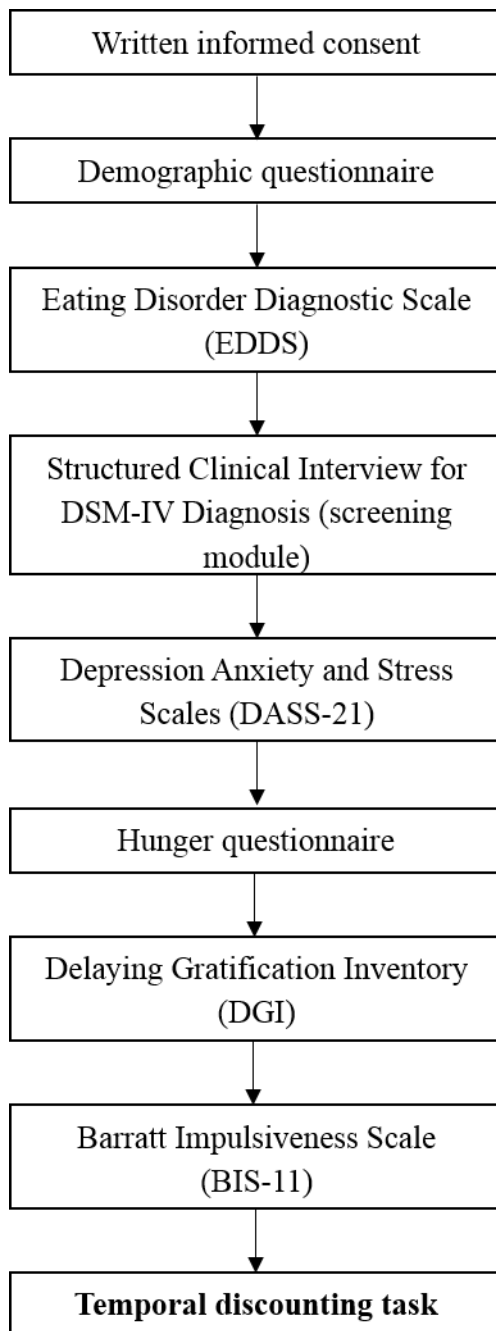 Written informed consent
Demographic questionnaire
Eating Disorder Diagnostic Scale
(EDDS)
Structured Clinical Interview for
DSM-IV Diagnosis (screening
module)
Depression Anxiety and Stress
Scales (DASS-21)
Hunger questionnaire
Delaying Gratification Inventory
(DGI)
Barratt Impulsiveness Scale
(BIS-11)
Temporal discounting task